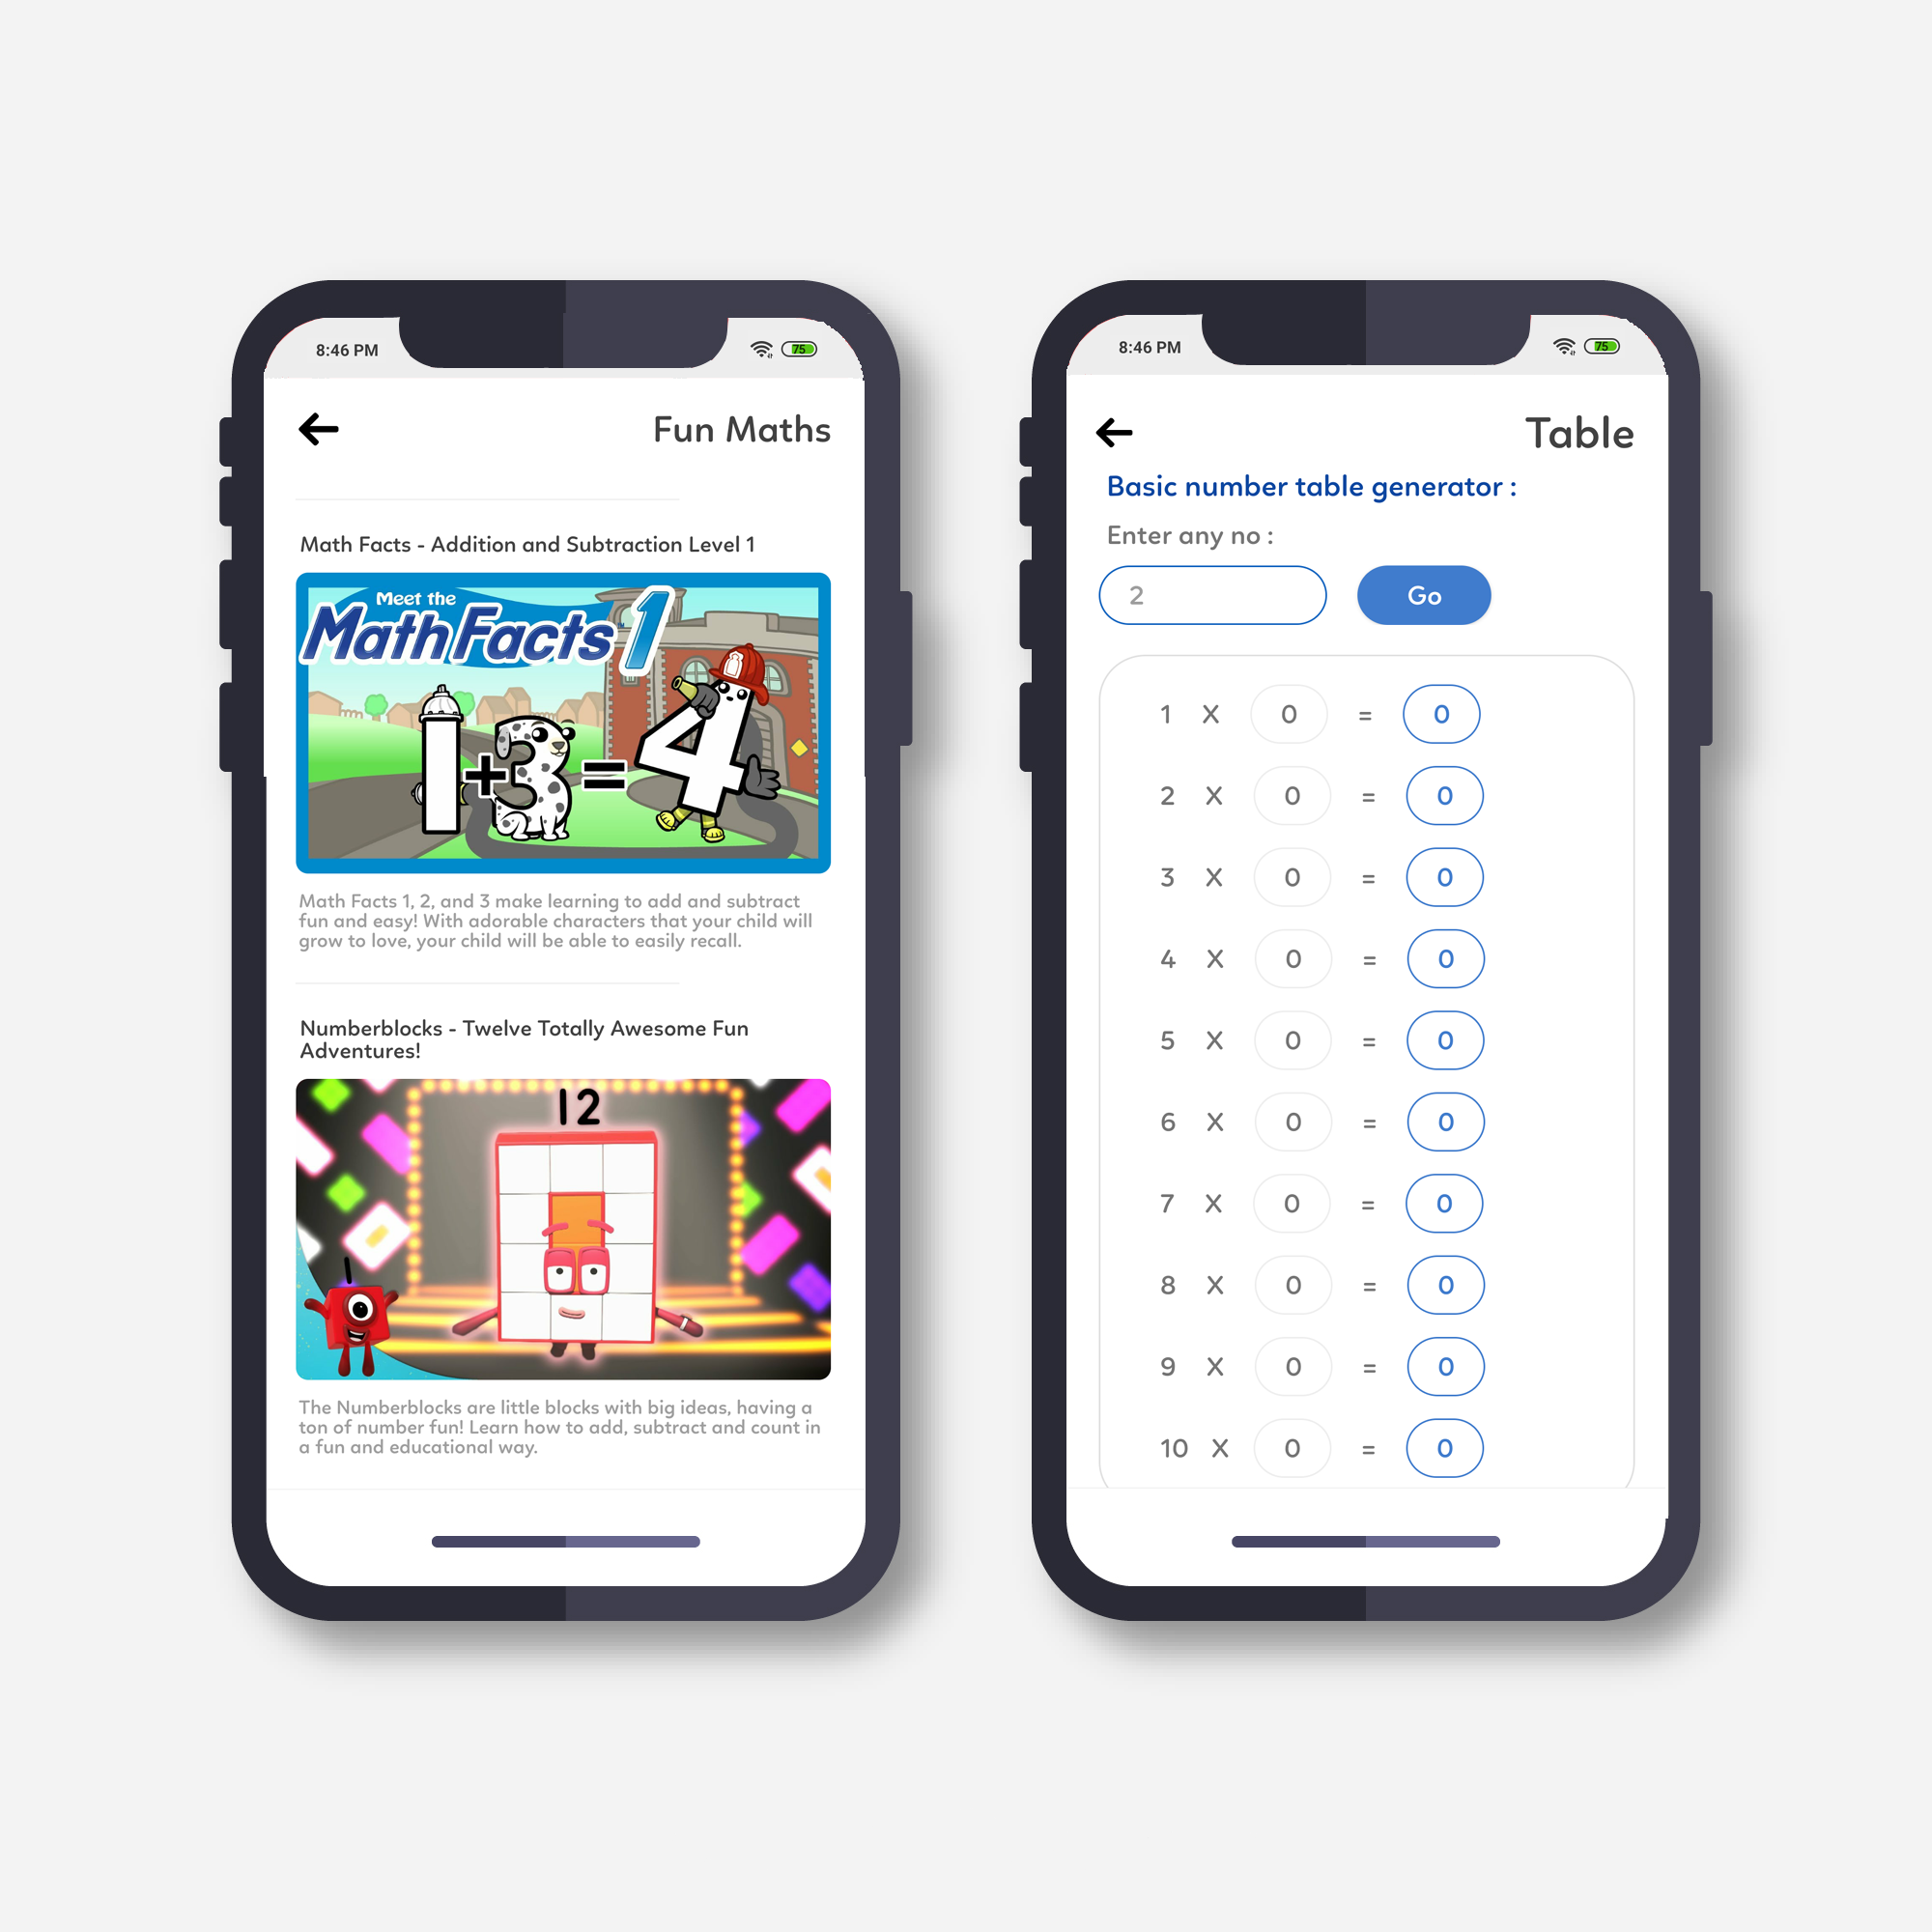 8:46 PM
75
Fun Maths
Math Facts - Addition and Subtraction Level 1
Meet the
Math Facts 1
TM
1+3=4
Math Facts 1, 2, and 3 make learning to add and subtract
fun and easy! With adorable characters that your child will
grow to love, your child will be able to easily recall.
Numberblocks - Twelve Totally Awesome Fun
Adventures!
12
The Numberblocks are little blocks with big ideas, having a
ton of number fun! Learn how to add, subtract and count in
a fun and educational way.
8:46 PM
75
Table
Basic number table generator :
Enter any no :
2
Go
1 X 0 = 0
2 X 0 = 0
3 X 0 = 0
4 X 0 = 0
5 X 0 = 0
6 X 0 = 0
7 X 0 = 0
8 X 0 = 0
9 X 0 = 0
10 X 0 = 0